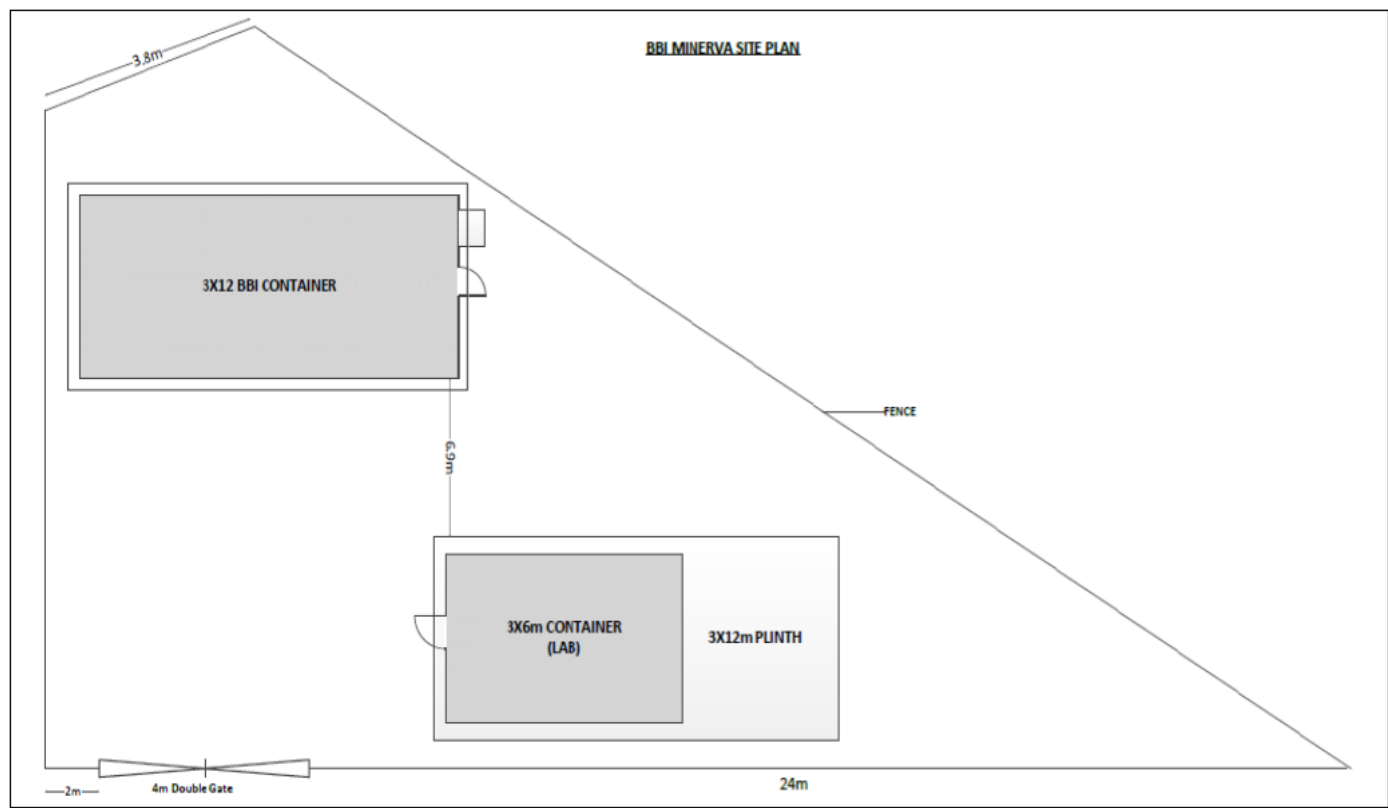 BBI MINERVA SITE PLAN
3,8m
3X12 BBI CONTAINER
FENCE
6.9m
3X6m CONTAINER
(LAB)
3X12m PLINTH
2m
4m Double Gate
24m